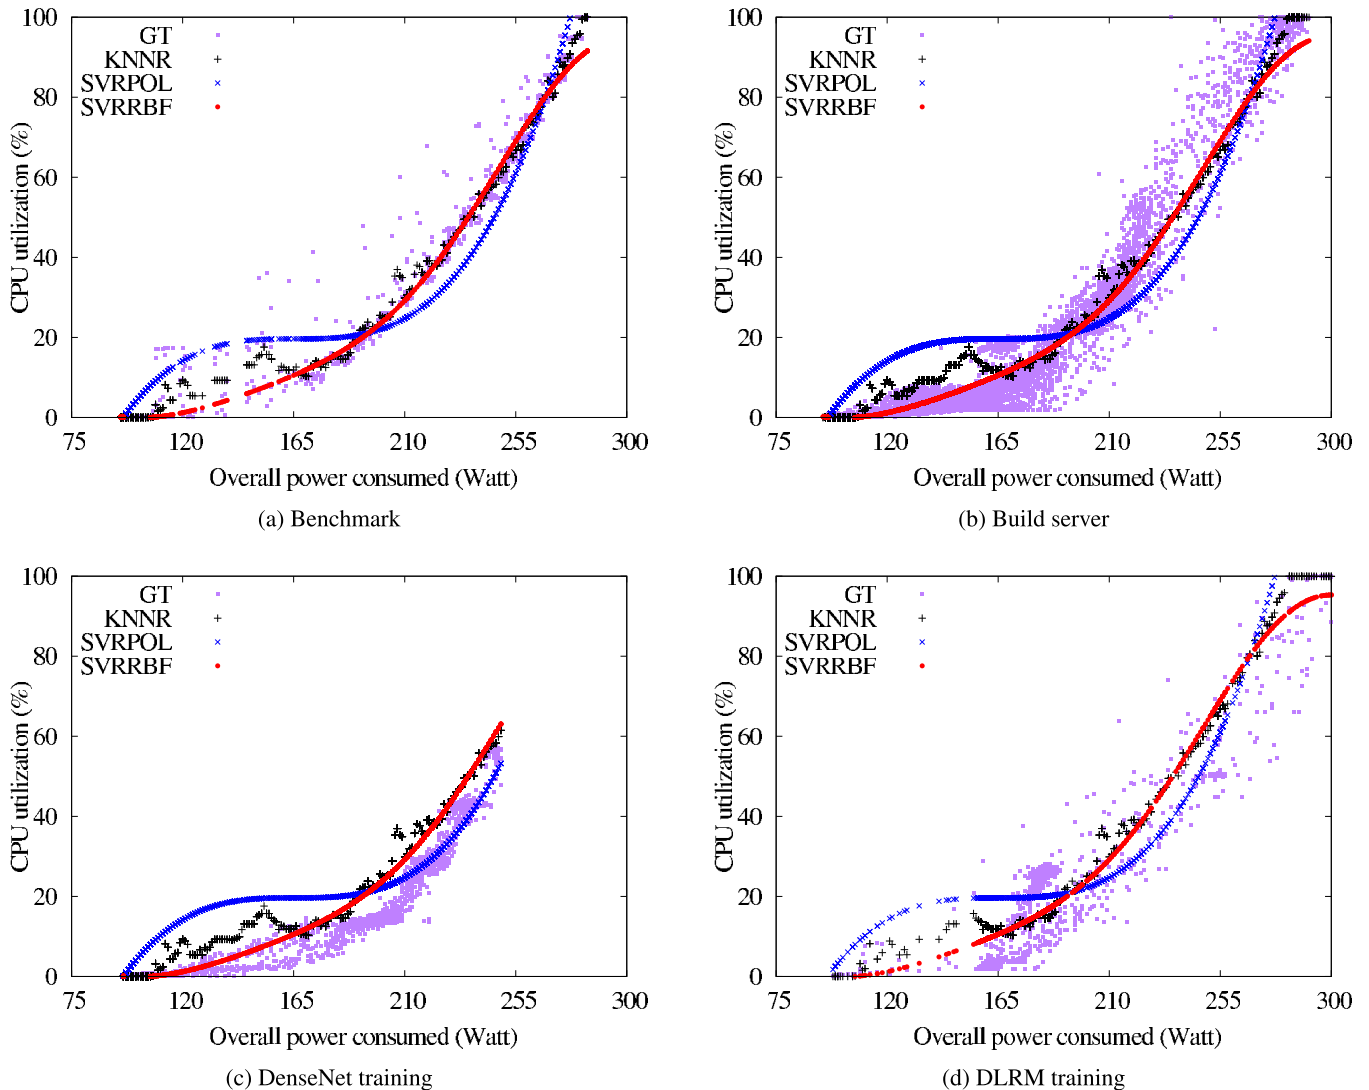 100
80
60
40
20
0
CPU utilization (%)
GT
KNNR
SVRPOL
SVRRBF
75 120 165 210 255 300
Overall power consumed (Watt)
(a) Benchmark
100
80
60
40
20
0
CPU utilization (%)
GT
KNNR
SVRPOL
SVRRBF
75 120 165 210 255 300
Overall power consumed (Watt)
(b) Build server
100
80
60
40
20
0
CPU utilization (%)
GT
KNNR
SVRPOL
SVRRBF
75 120 165 210 255 300
Overall power consumed (Watt)
(c) DenseNet training
100
80
60
40
20
0
CPU utilization (%)
GT
KNNR
SVRPOL
SVRRBF
75 120 165 210 255 300
Overall power consumed (Watt)
(d) DLRM training